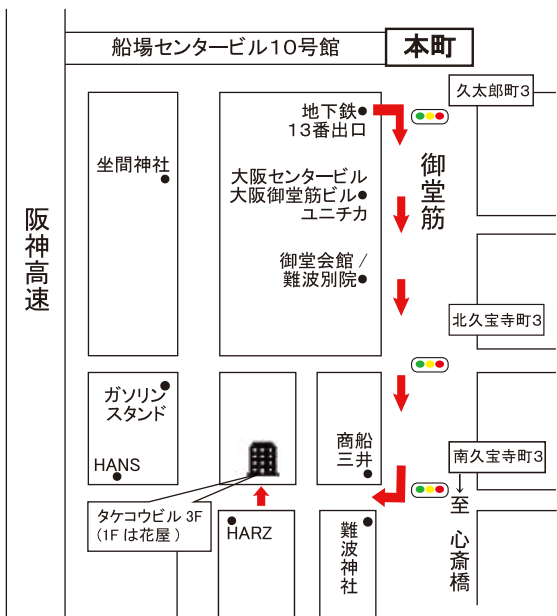 船場センタービル10号館
本町
久太郎町3
地下鉄
13番出口
坐間神社
大阪センタービル
大阪御堂筋ビル
ユニチカ
御堂筋
阪神高速
御堂会館 /
難波別院
北久宝寺町3
ガソリン
スタンド
商船
三井
南久宝寺町3
HANS
↓至 心斎橋
タケコウビル 3F
(1F は花屋 )
HARZ
難波神社